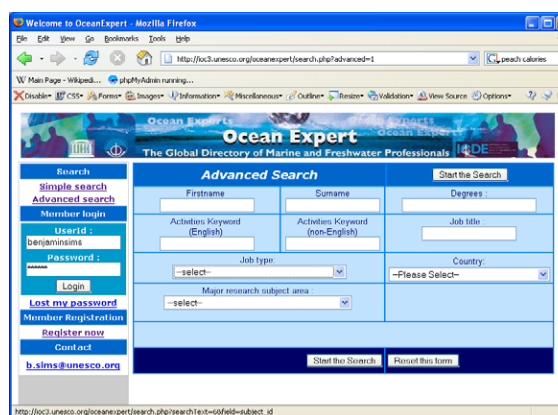 Welcome to OceanExpert - Mozilla Firefox
File Edit View Go Bookmarks Tools Help
http://ioc3.unesco.org/oceanexpert/search.php?advanced=1
peach calories
Main Page - Wikipedi... phpMyAdmin running...
Disable CSS Forms Images Information Miscellaneous Outline Resize Validation View Source Options
Ocean Experts
Ocean Expert
The Global Directory of Marine and Freshwater Professionals
IODE
Search
Simple search
Advanced search
Member login
UserId :
benjaminsims
Password :
******
Login
Lost my password
Member Registration
Register now
Contact
b.sims@unesco.org
Advanced Search
Start the Search
Firstname
Surname
Degrees :
Activities Keyword
(English)
Activities Keyword
(non-English)
Job title :
Job type:
--select--
Country:
--Please Select--
Major research subject area :
--select--
Start the Search
Reset this form
http://ioc3.unesco.org/oceanexpert/search.php?searchText=66&field=subject_id